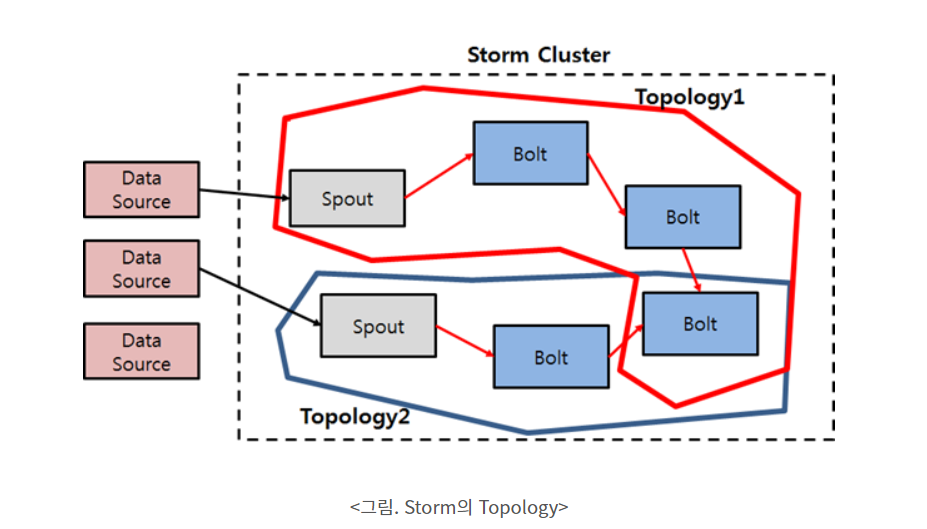 Storm Cluster
Topology1
Bolt
Data
Source
Spout
Bolt
Data
Source
Spout
Bolt
Bolt
Data
Source
Topology2
<그림. Storm의 Topology>